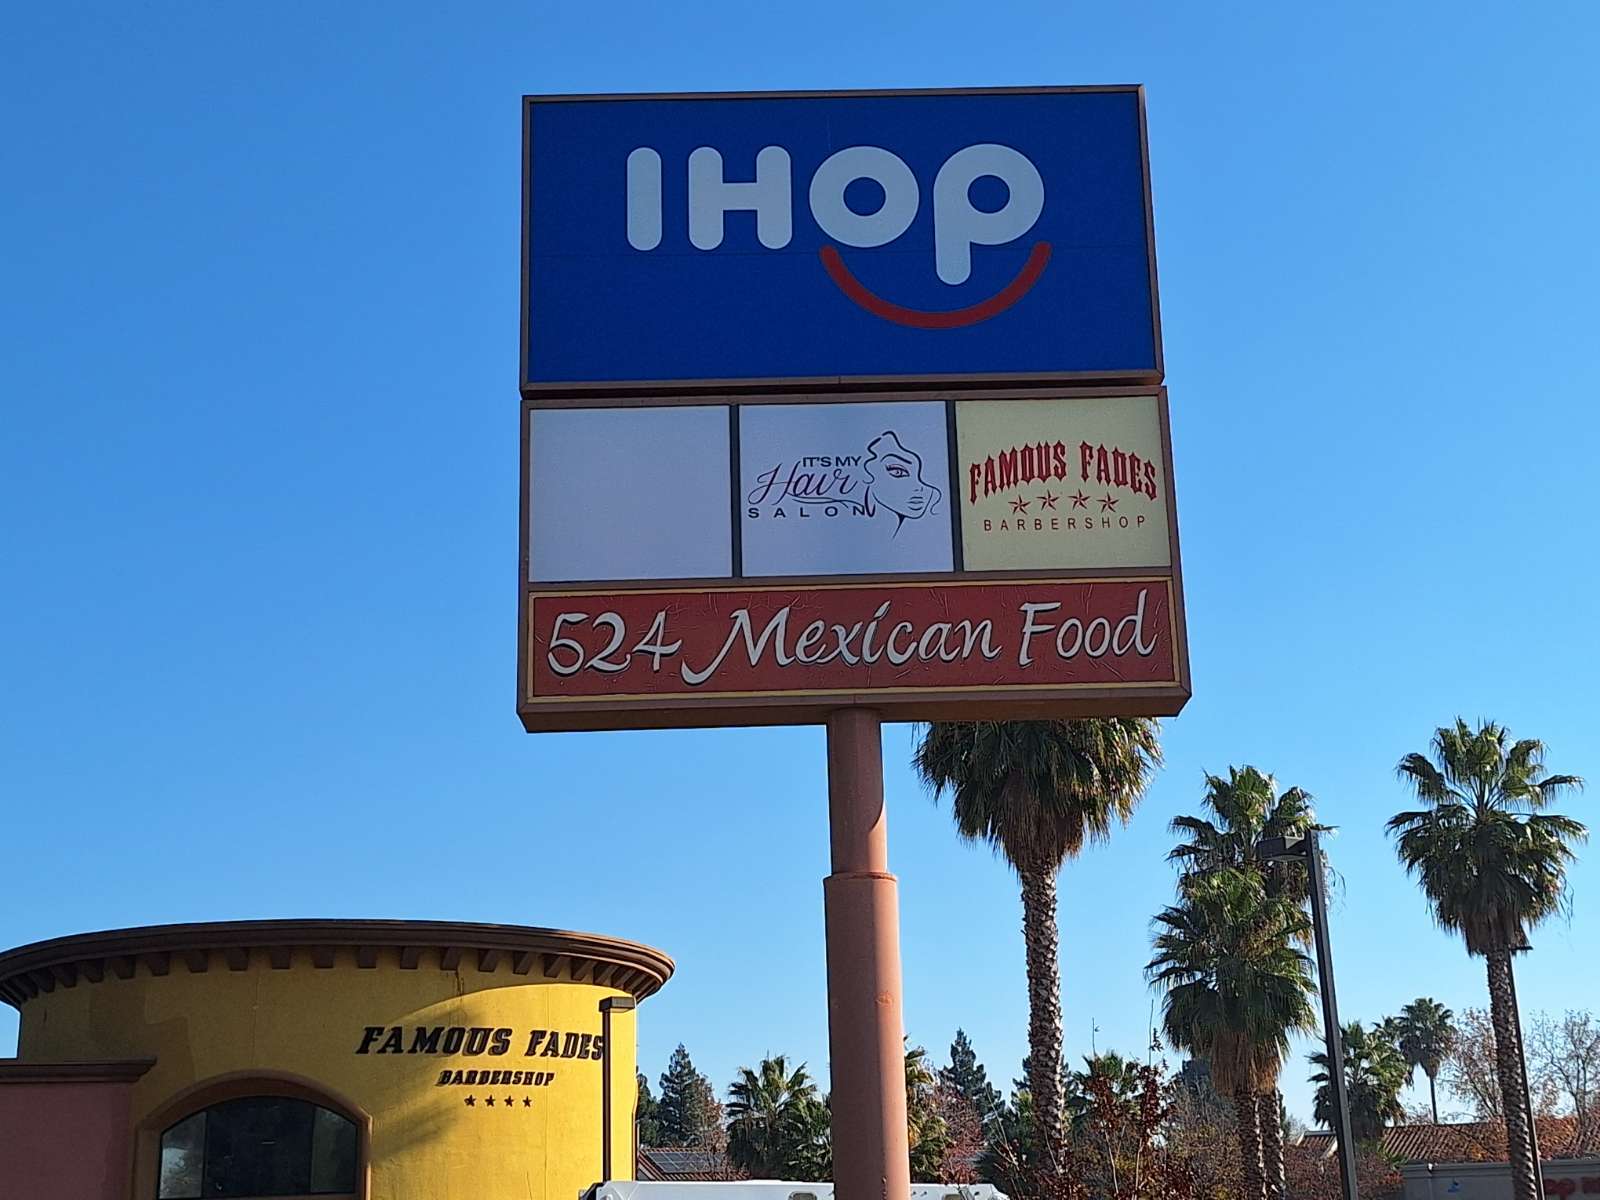 IHOP
IT'S MY
Hair
SALON
FAMOUS FADES
BARBERSHOP
524 Mexican Food
FAMOUS FADES
BARBERSHOP